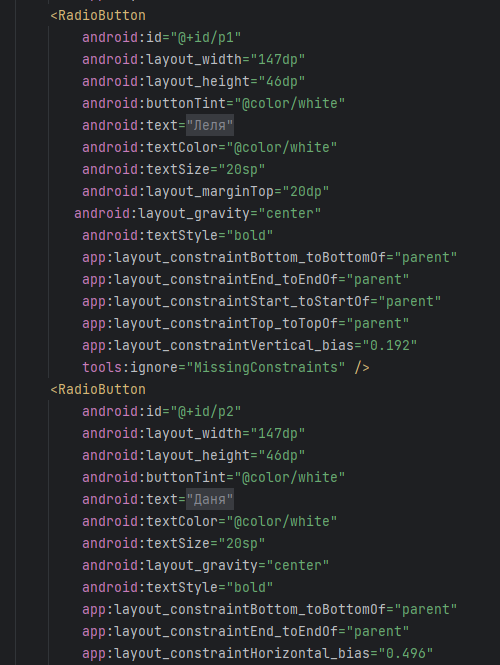 <RadioButton
android:id="@+id/p1"
android:layout_width="147dp"
android:layout_height="46dp"
android:buttonTint="@color/white"
android:text="Леля"
android:textColor="@color/white"
android:textSize="20sp"
android:layout_marginTop="20dp"
android:layout_gravity="center"
android:textStyle="bold"
app:layout_constraintBottom_toBottomOf="parent"
app:layout_constraintEnd_toEndOf="parent"
app:layout_constraintStart_toStartOf="parent"
app:layout_constraintTop_toTopOf="parent"
app:layout_constraintVertical_bias="0.192"
tools:ignore="MissingConstraints" />
<RadioButton
android:id="@+id/p2"
android:layout_width="147dp"
android:layout_height="46dp"
android:buttonTint="@color/white"
android:text="Даня"
android:textColor="@color/white"
android:textSize="20sp"
android:layout_gravity="center"
android:textStyle="bold"
app:layout_constraintBottom_toBottomOf="parent"
app:layout_constraintEnd_toEndOf="parent"
app:layout_constraintHorizontal_bias="0.496"